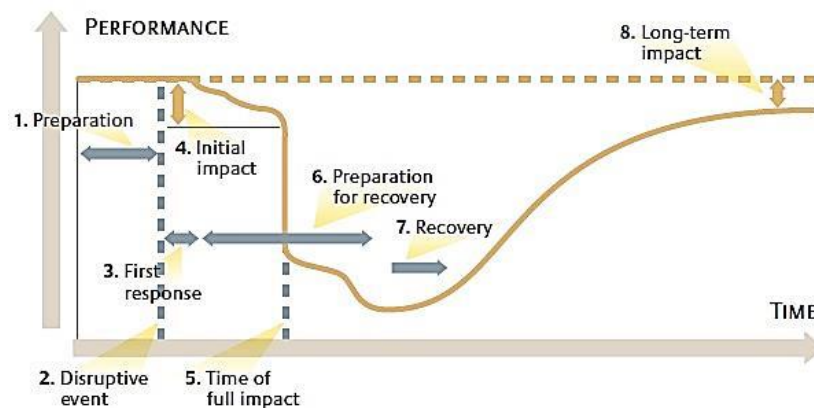 PERFORMANCE
8. Long-term
impact
1. Preparation
4. Initial
impact
6. Preparation
for recovery
7. Recovery
3. First
response
TIME
2. Disruptive
event
5. Time of
full impact